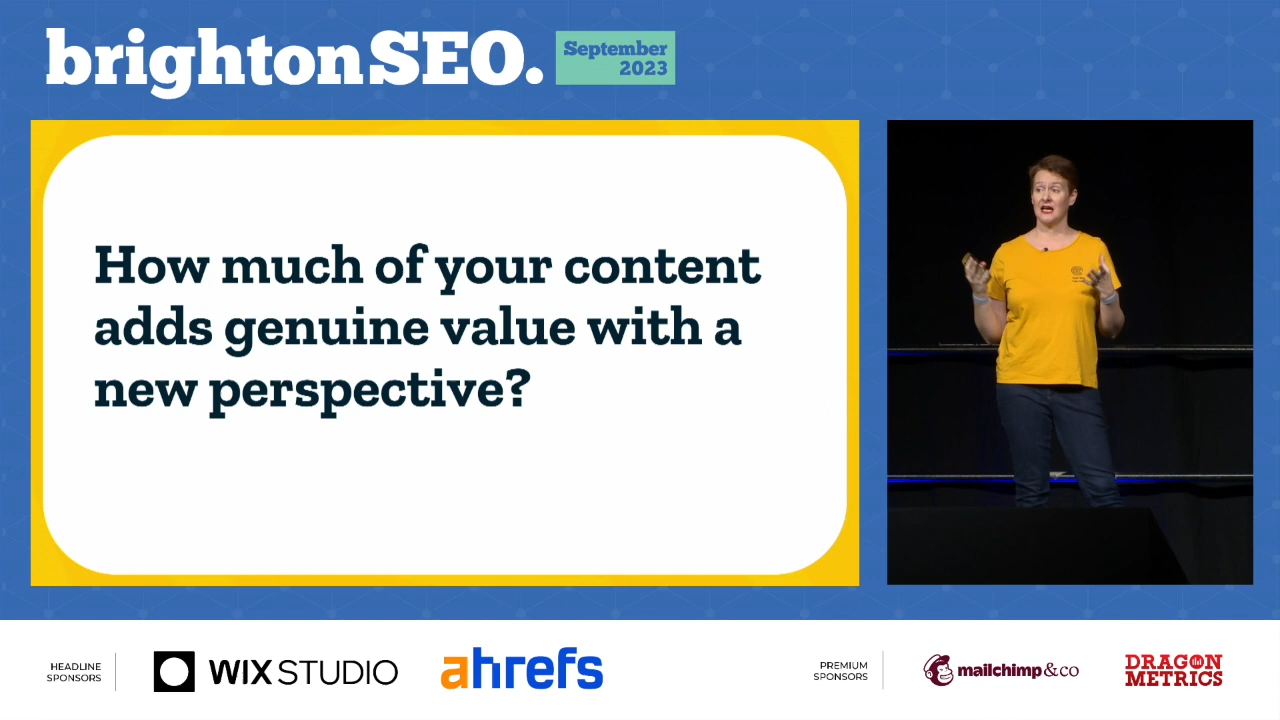 brightonSEO.
September
2023
How much of your content
adds genuine value with a
new perspective?
HEADLINE
SPONSORS
WIX STUDIO
ahrefs
PREMIUM
SPONSORS
mailchimp&co
DRAGON
METRICS